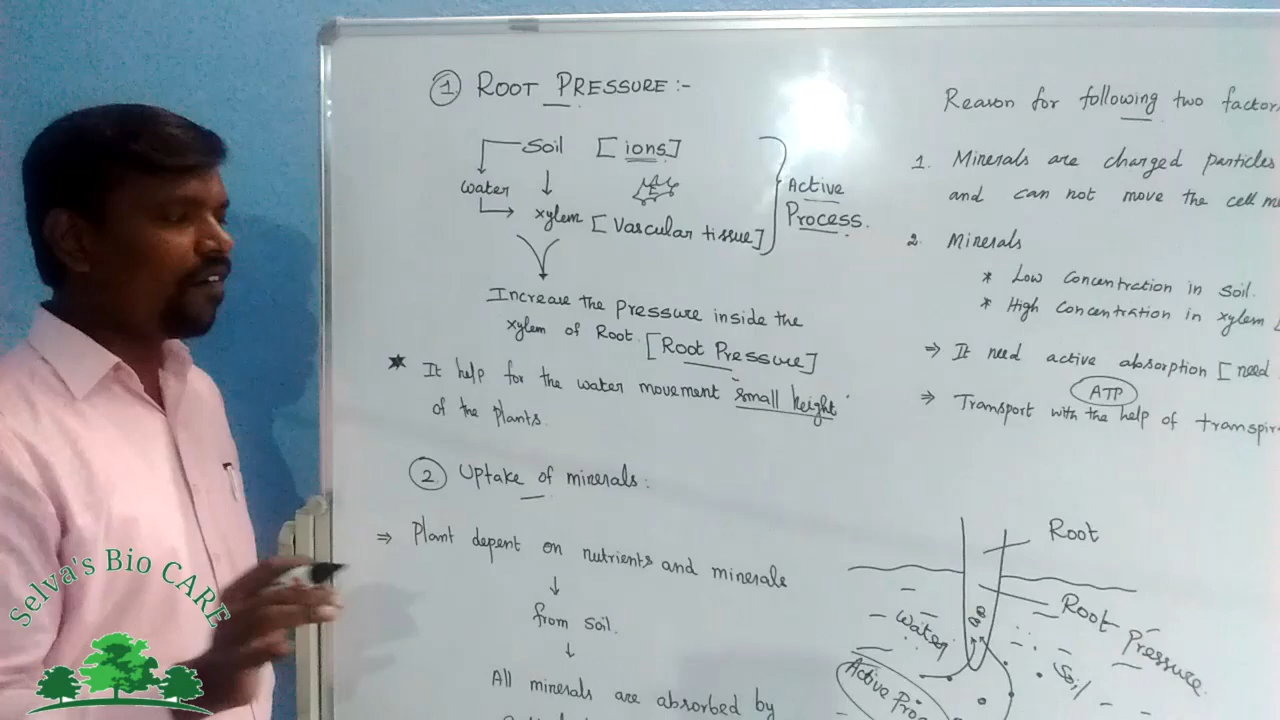 ① ROOT PRESSURE:-
Soil [ions]
water
xylem [Vascular tissue]
Active
Process.
Increase the pressure inside the
xylem of Root. [Root Pressure]
★ It help for the water movement small height
of the plants.
② Uptake of minerals:
⇒ Plant depent on nutrients and minerals
↓
from soil.
↓
All minerals are absorbed by
Reason for following two factor
1. Minerals are charged particles
and can not move the cell
2. Minerals
* Low concentration in soil.
* High concentration in xylem [
⇒ It need active absorption [need
ATP
⇒ Transport with the help of transpir
Root
Root Pressure.
Water
Soil
Active Pro
Selva's Bio CARE